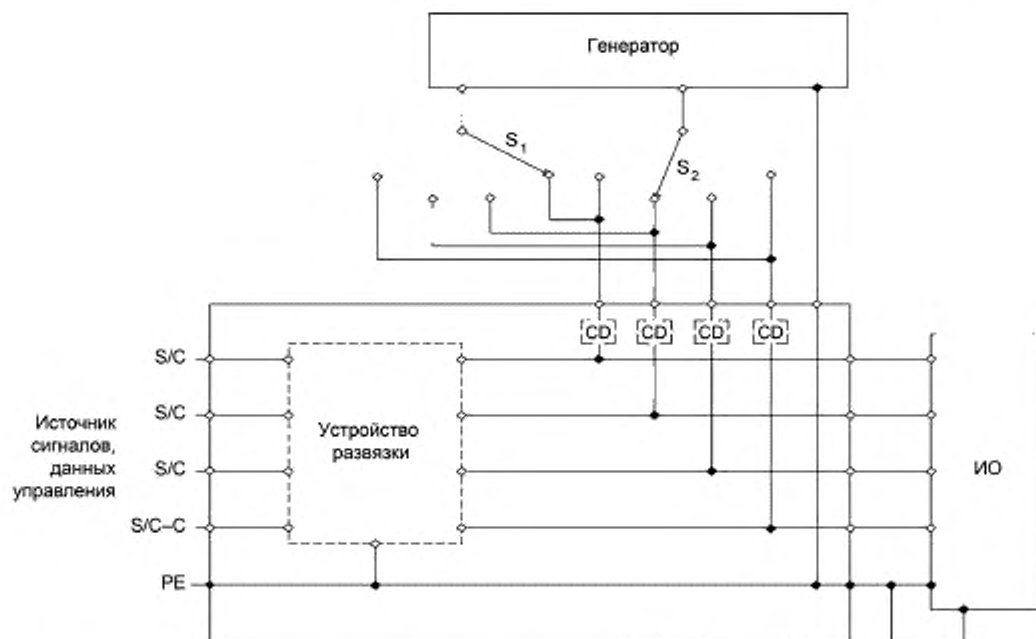 Генератор
S1
S2
CD CD CD CD
S/C
S/C
S/C
S/C–C
PE
Источник
сигналов,
данных
управления
Устройство
развязки
ИО